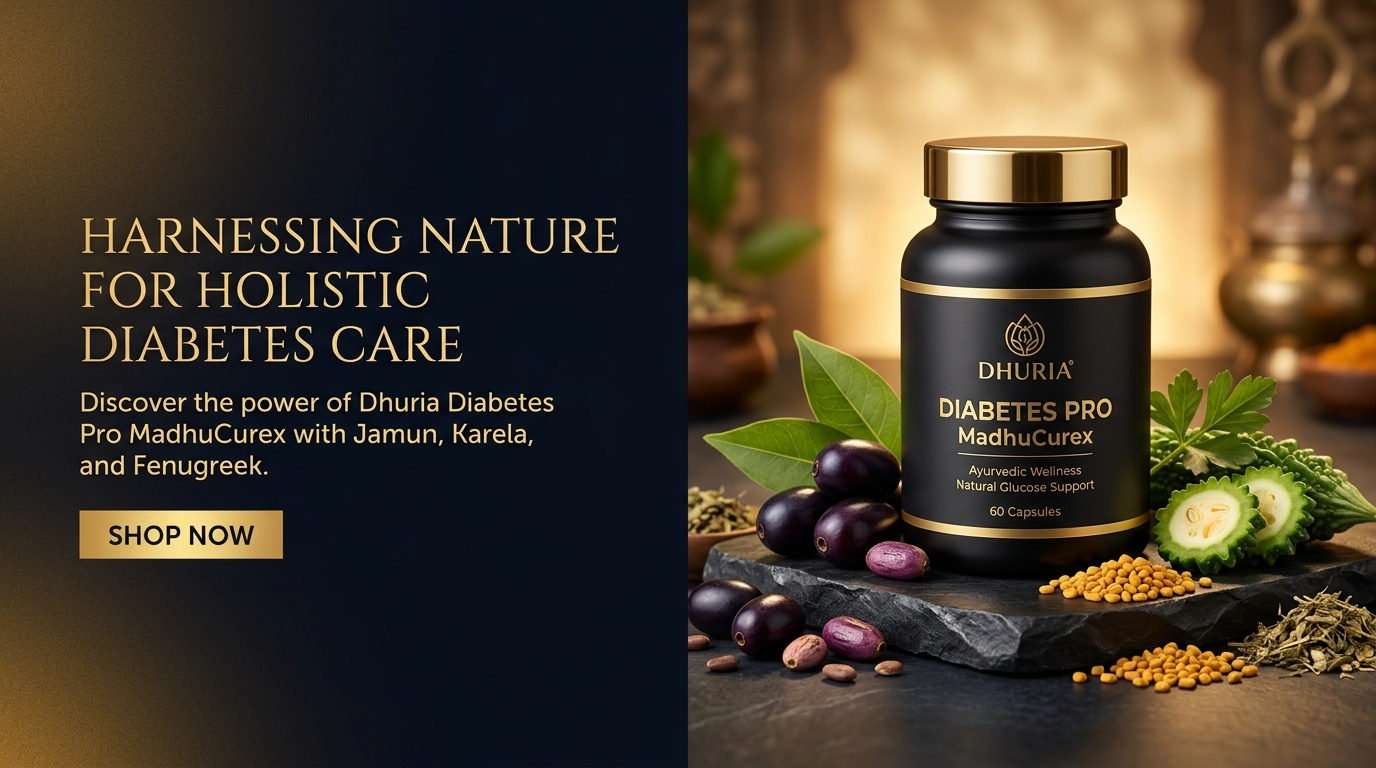 HARNESSING NATURE
FOR HOLISTIC
DIABETES CARE
Discover the power of Dhuria Diabetes
Pro MadhuCurex with Jamun, Karela,
and Fenugreek.
SHOP NOW
DHURIA®
DIABETES PRO
MadhuCurex
Ayurvedic Wellness
Natural Glucose Support
60 Capsules